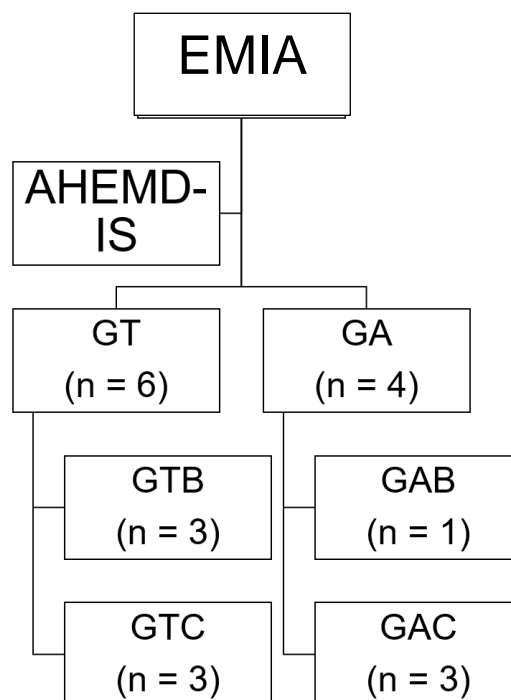 EMIA
AHEMD-
IS
GT
(n = 6)
GA
(n = 4)
GTB
(n = 3)
GAB
(n = 1)
GTC
(n = 3)
GAC
(n = 3)